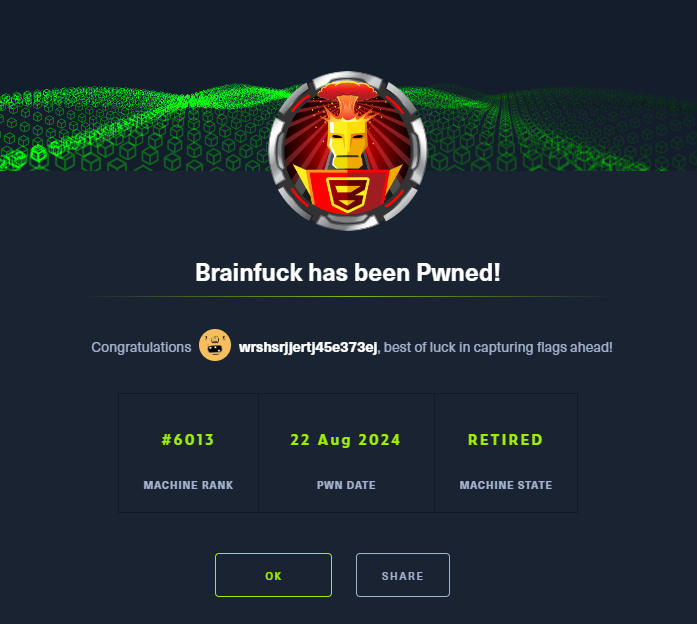 Brainfuck has been Pwned!
Congratulations wrshsrjjertj45e373ej, best of luck in capturing flags ahead!
#6013 22 Aug 2024 RETIRED
MACHINE RANK PWN DATE MACHINE STATE
OK SHARE